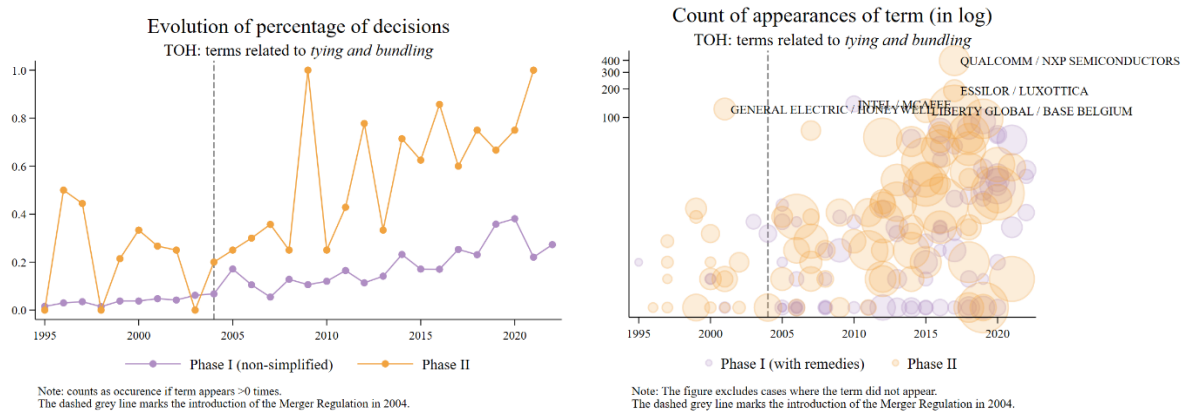 Evolution of percentage of decisions
TOH: terms related to tying and bundling
1.0
0.8
0.6
0.4
0.2
0.0
1995
2000
2005
2010
2015
2020
Phase I (non-simplified)
Phase II
Note: counts as occurence if term appears >0 times.
The dashed grey line marks the introduction of the Merger Regulation in 2004.
Count of appearances of term (in log)
TOH: terms related to tying and bundling
400
300
200
100
QUALCOMM / NXP SEMICONDUCTORS
ESSILOR / LUXOTTICA
INTEL / MCAFEE
GENERAL ELECTRIC / HONEYWELL
LIBERTY GLOBAL / BASE BELGIUM
1995
2000
2005
2010
2015
2020
Phase I (with remedies)
Phase II
Note: The figure excludes cases where the term did not appear.
The dashed grey line marks the introduction of the Merger Regulation in 2004.